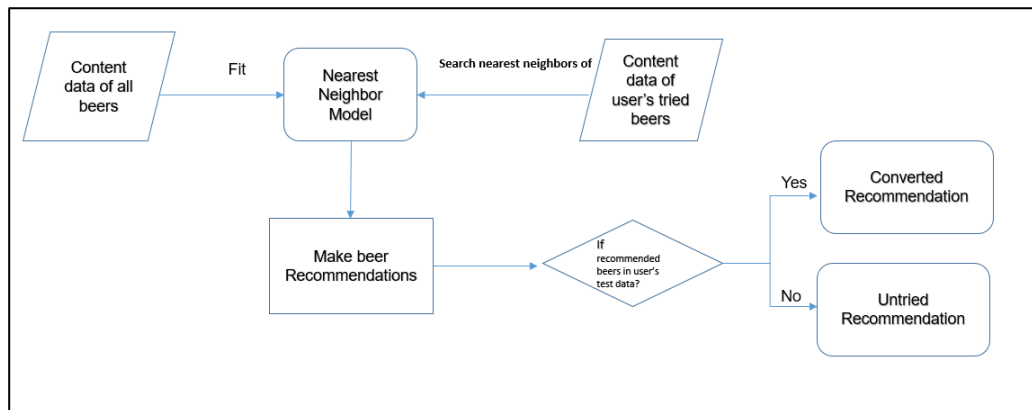 Content
data of all
beers
Fit
Nearest
Neighbor
Model
Search nearest neighbors of
Content
data of
user's tried
beers
Make beer
Recommendations
If
recommended
beers in user's
test data?
Yes
Converted
Recommendation
No
Untried
Recommendation